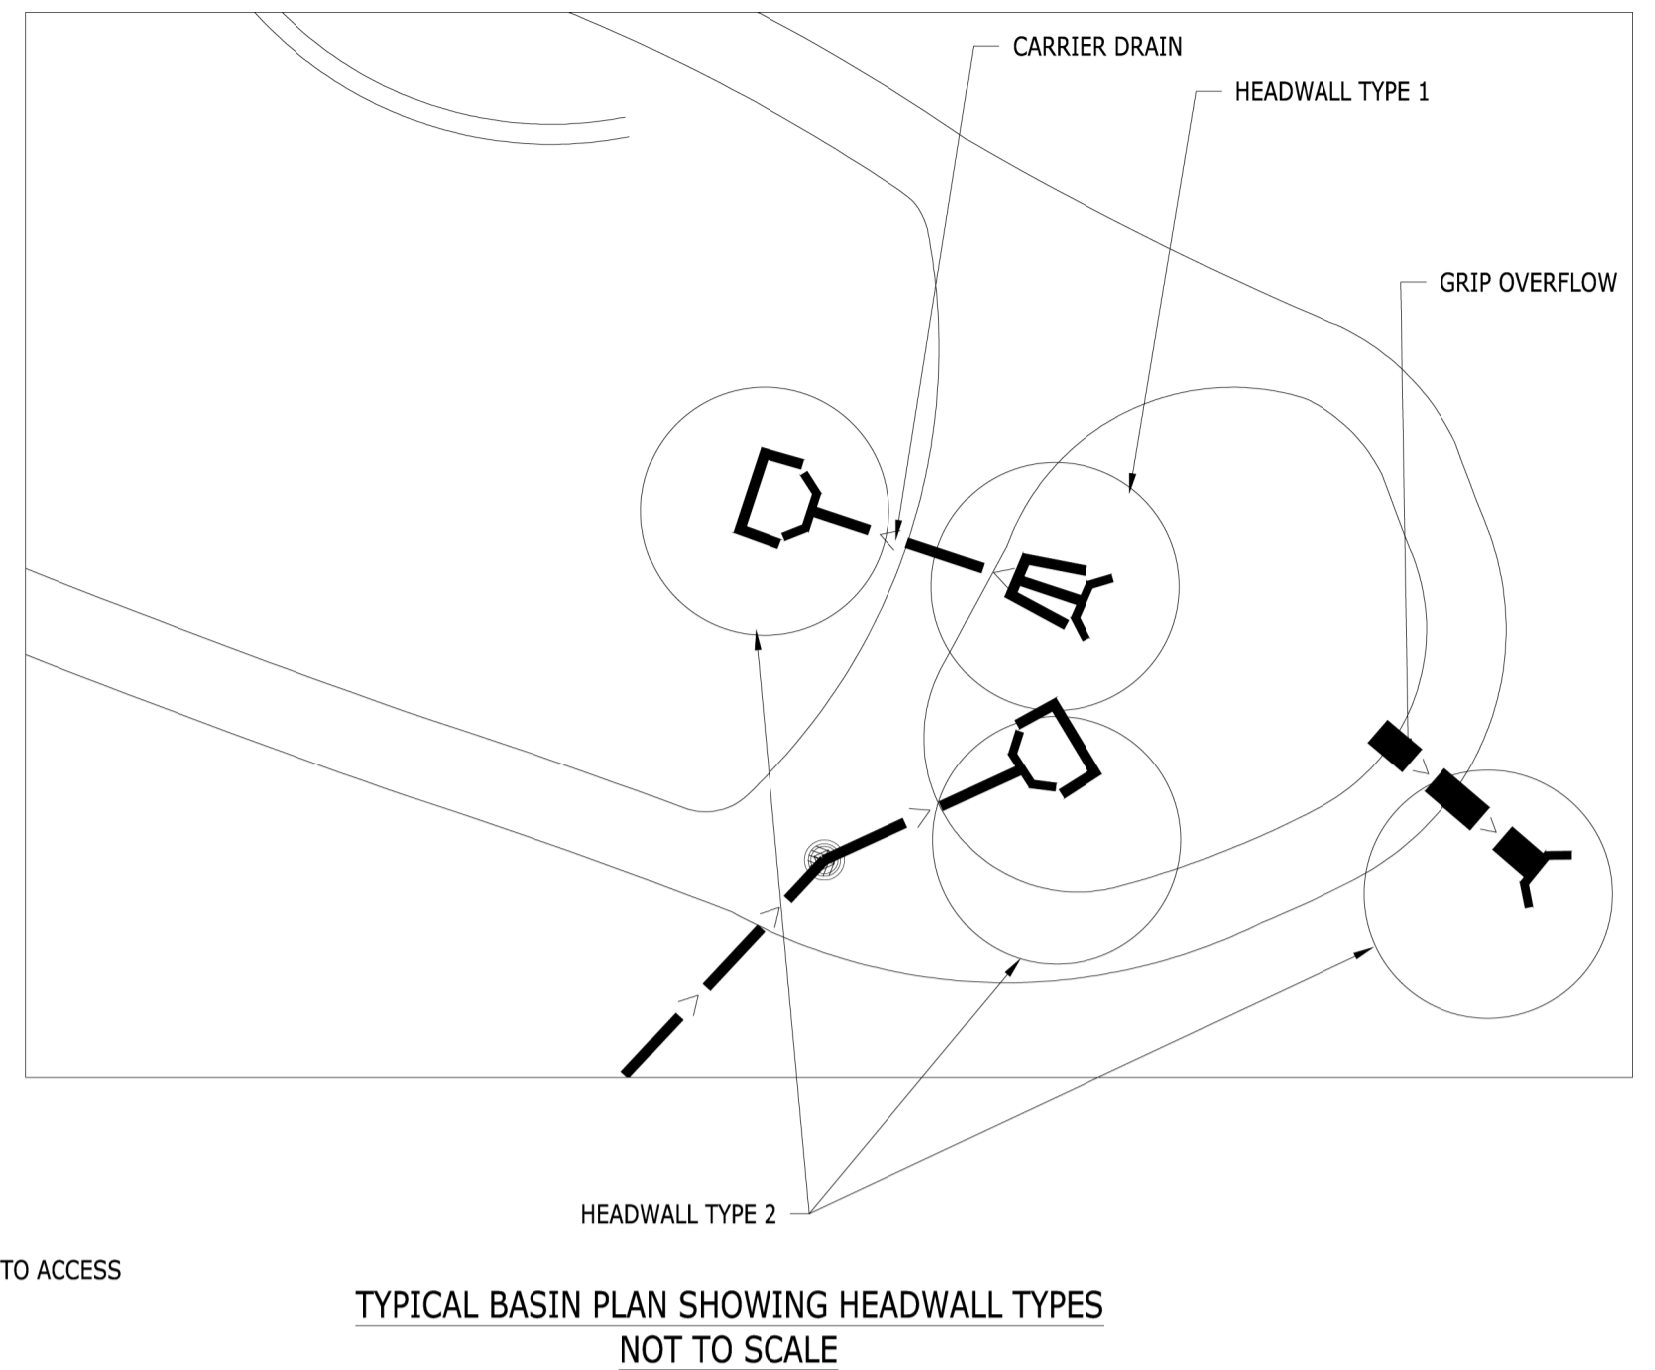 CARRIER DRAIN
HEADWALL TYPE 1
GRIP OVERFLOW
HEADWALL TYPE 2
TO ACCESS
TYPICAL BASIN PLAN SHOWING HEADWALL TYPES
NOT TO SCALE